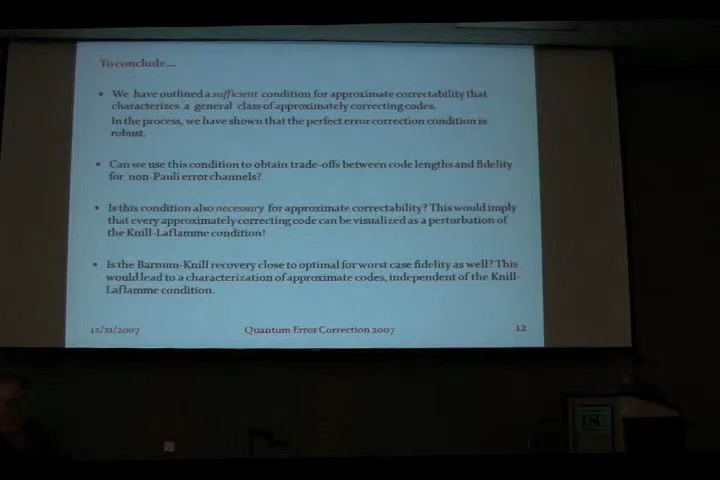 To conclude...
• We have outlined a sufficient condition for approximate correctability that
characterizes a general class of approximately correcting codes.
In the process, we have shown that the perfect error correction condition is
robust.
• Can we use this condition to obtain trade-offs between code lengths and fidelity
for non-Pauli error channels?
• Is this condition also necessary for approximate correctability? This would imply
that every approximately correcting code can be visualized as a perturbation of
the Knill-Laflamme condition!
• Is the Barnum-Knill recovery close to optimal for worst case fidelity as well? This
would lead to a characterization of approximate codes, independent of the Knill-
Laflamme condition.
12/21/2007 Quantum Error Correction 2007 12
USC